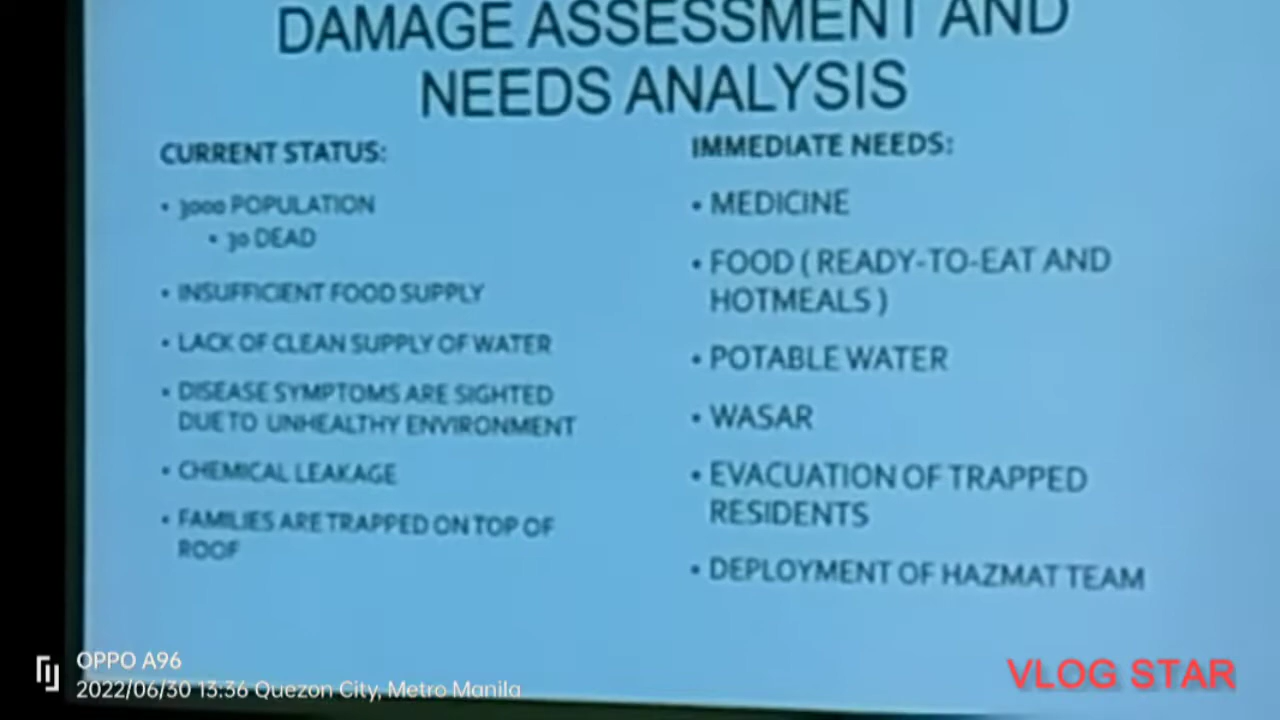 DAMAGE ASSESSMENT AND
NEEDS ANALYSIS
CURRENT STATUS:
• 3000 POPULATION
• 30 DEAD
• INSUFFICIENT FOOD SUPPLY
• LACK OF CLEAN SUPPLY OF WATER
• DISEASE SYMPTOMS ARE SIGHTED
DUE TO UNHEALTHY ENVIRONMENT
• CHEMICAL LEAKAGE
• FAMILIES ARE TRAPPED ON TOP OF
ROOF
IMMEDIATE NEEDS:
• MEDICINE
• FOOD ( READY-TO-EAT AND
HOTMEALS )
• POTABLE WATER
• WASAR
• EVACUATION OF TRAPPED
RESIDENTS
• DEPLOYMENT OF HAZMAT TEAM
OPPO A96
2022/06/30 13:36 Quezon City, Metro Manila
VLOG STAR